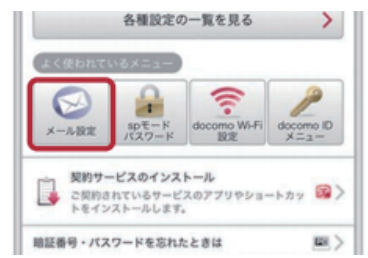 各種設定の一覧を見る
よく使われているメニュー
メール設定
spモード
パスワード
docomo Wi-Fi
設定
docomo ID
メニュー
契約サービスのインストール
ご契約されているサービスのアプリやショートカッ
トをインストールします。
暗証番号・パスワードを忘れたときは